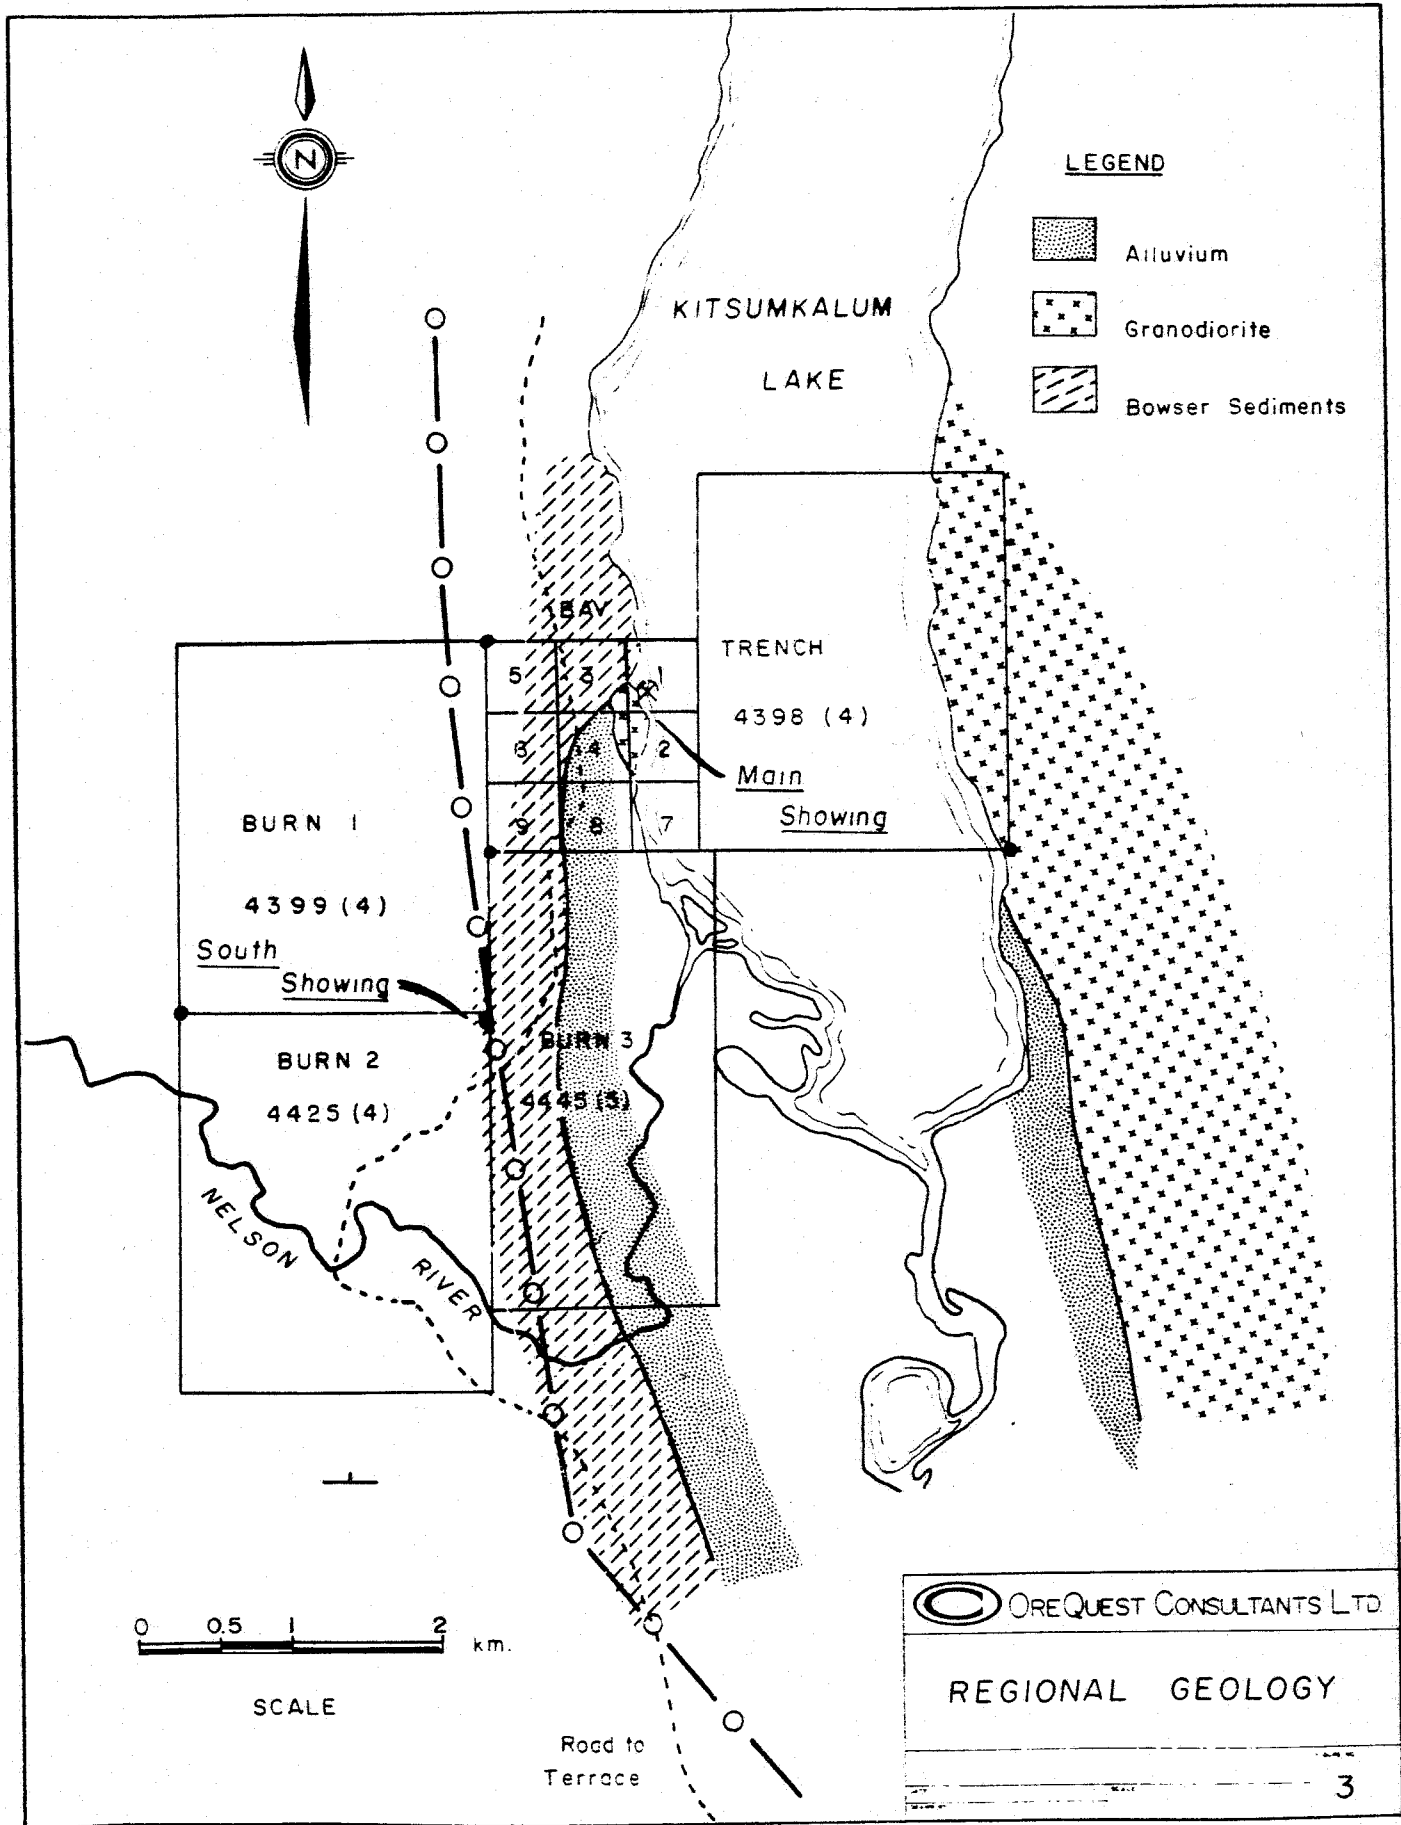 N
LEGEND
Alluvium
Granodiorite
Bowser Sediments
KITSUMKALUM
LAKE
BAY
5
3
1
TRENCH
4398 (4)
4
2
Main
Showing
9
8
7
BURN 1
4399 (4)
South
Showing
BURN 2
4425 (4)
BURN 3
4445 (5)
NELSON
RIVER
0 0.5 1 2 km.
SCALE
Road to
Terrace
OREQUEST CONSULTANTS LTD.
REGIONAL GEOLOGY
3